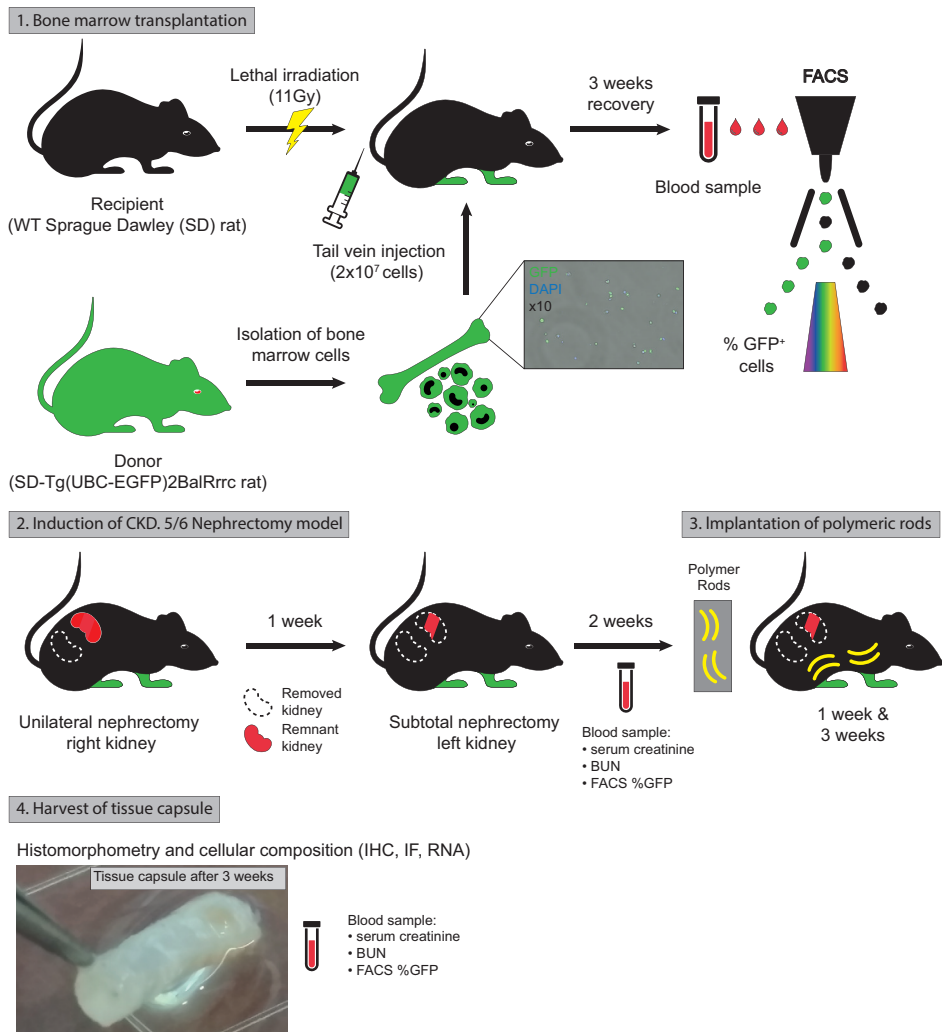 1. Bone marrow transplantation
Lethal irradiation
(11Gy)
3 weeks
recovery
FACS
Recipient
(WT Sprague Dawley (SD) rat)
Blood sample
Tail vein injection
(2x10⁷ cells)
GFP
DAPI
x10
Isolation of bone
marrow cells
% GFP⁺
cells
Donor
(SD-Tg(UBC-EGFP)2BalRrrc rat)
2. Induction of CKD. 5/6 Nephrectomy model
3. Implantation of polymeric rods
Polymer
Rods
1 week
2 weeks
Removed
kidney
Remnant
kidney
Unilateral nephrectomy
right kidney
Subtotal nephrectomy
left kidney
Blood sample:
• serum creatinine
• BUN
• FACS %GFP
1 week &
3 weeks
4. Harvest of tissue capsule
Histomorphometry and cellular composition (IHC, IF, RNA)
Tissue capsule after 3 weeks
Blood sample:
• serum creatinine
• BUN
• FACS %GFP